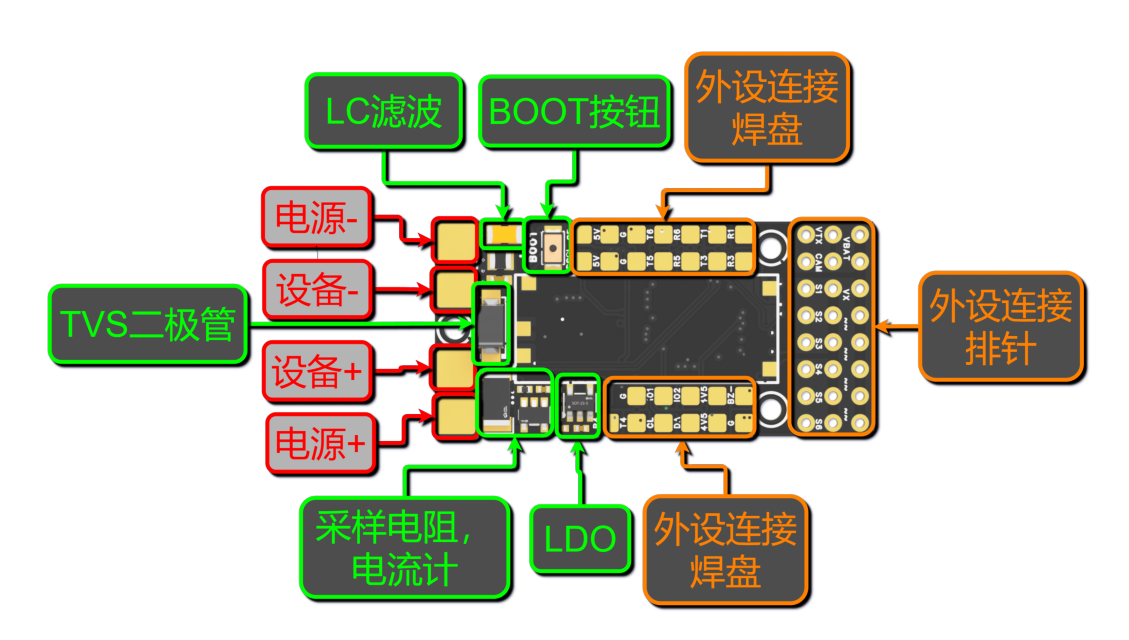 LC滤波
BOOT按钮
外设连接
焊盘
电源-
设备-
TVS二极管
设备+
电源+
外设连接
排针
采样电阻，
电流计
LDO
外设连接
焊盘
BOOT
5V G T6 R6 T1 R1
5V G T5 R5 T3 R3
VTX
CAM
S1
S2
S3
S4
S5
S6
VBAT
VX
G IO1 IO2 4V5 BZ-
T4 CL DA 4V5 G